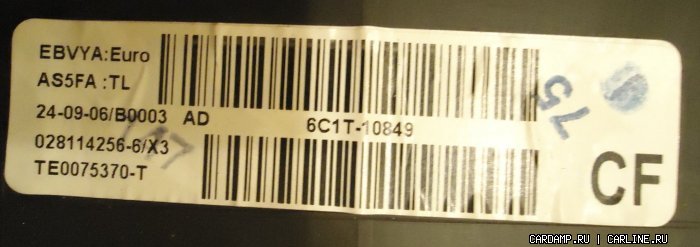 EBVYA:Euro
AS5FA :TL
24-09-06/B0003 AD
6C1T-10849
028114256-6/X3
TE0075370-T
CF
75
CARDAMP.RU | CARLINE.RU